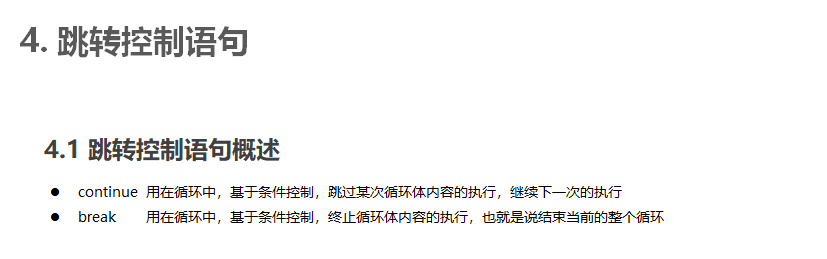 4. 跳转控制语句
4.1 跳转控制语句概述
● continue 用在循环中，基于条件控制，跳过某次循环体内容的执行，继续下一次的执行
● break 用在循环中，基于条件控制，终止循环体内容的执行，也就是说结束当前的整个循环